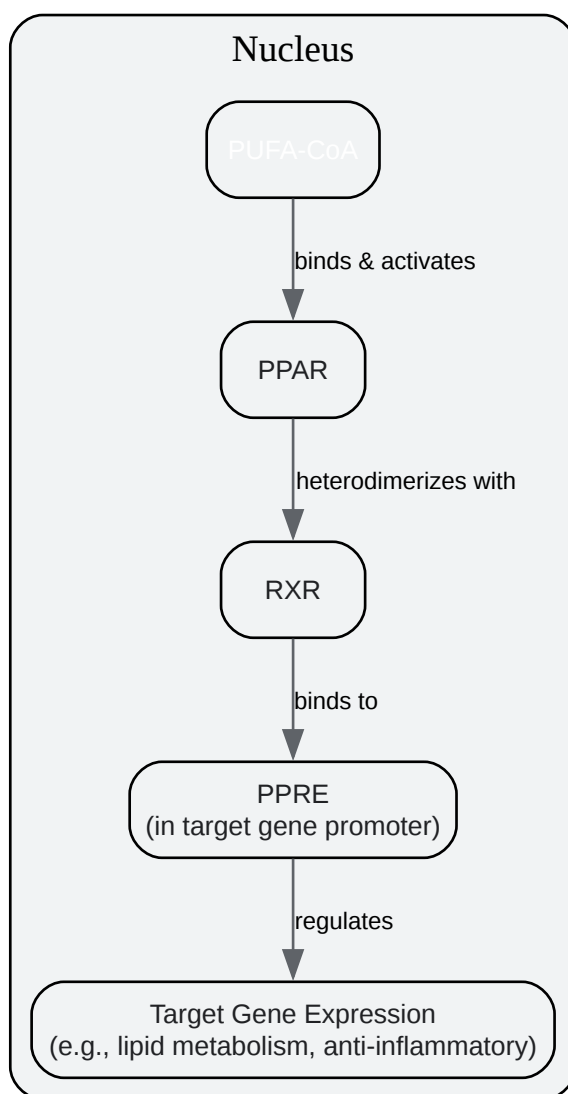 Nucleus
PUFA-CoA
binds & activates
PPAR
heterodimerizes with
RXR
binds to
PPRE
(in target gene promoter)
regulates
Target Gene Expression
(e.g., lipid metabolism, anti-inflammatory)